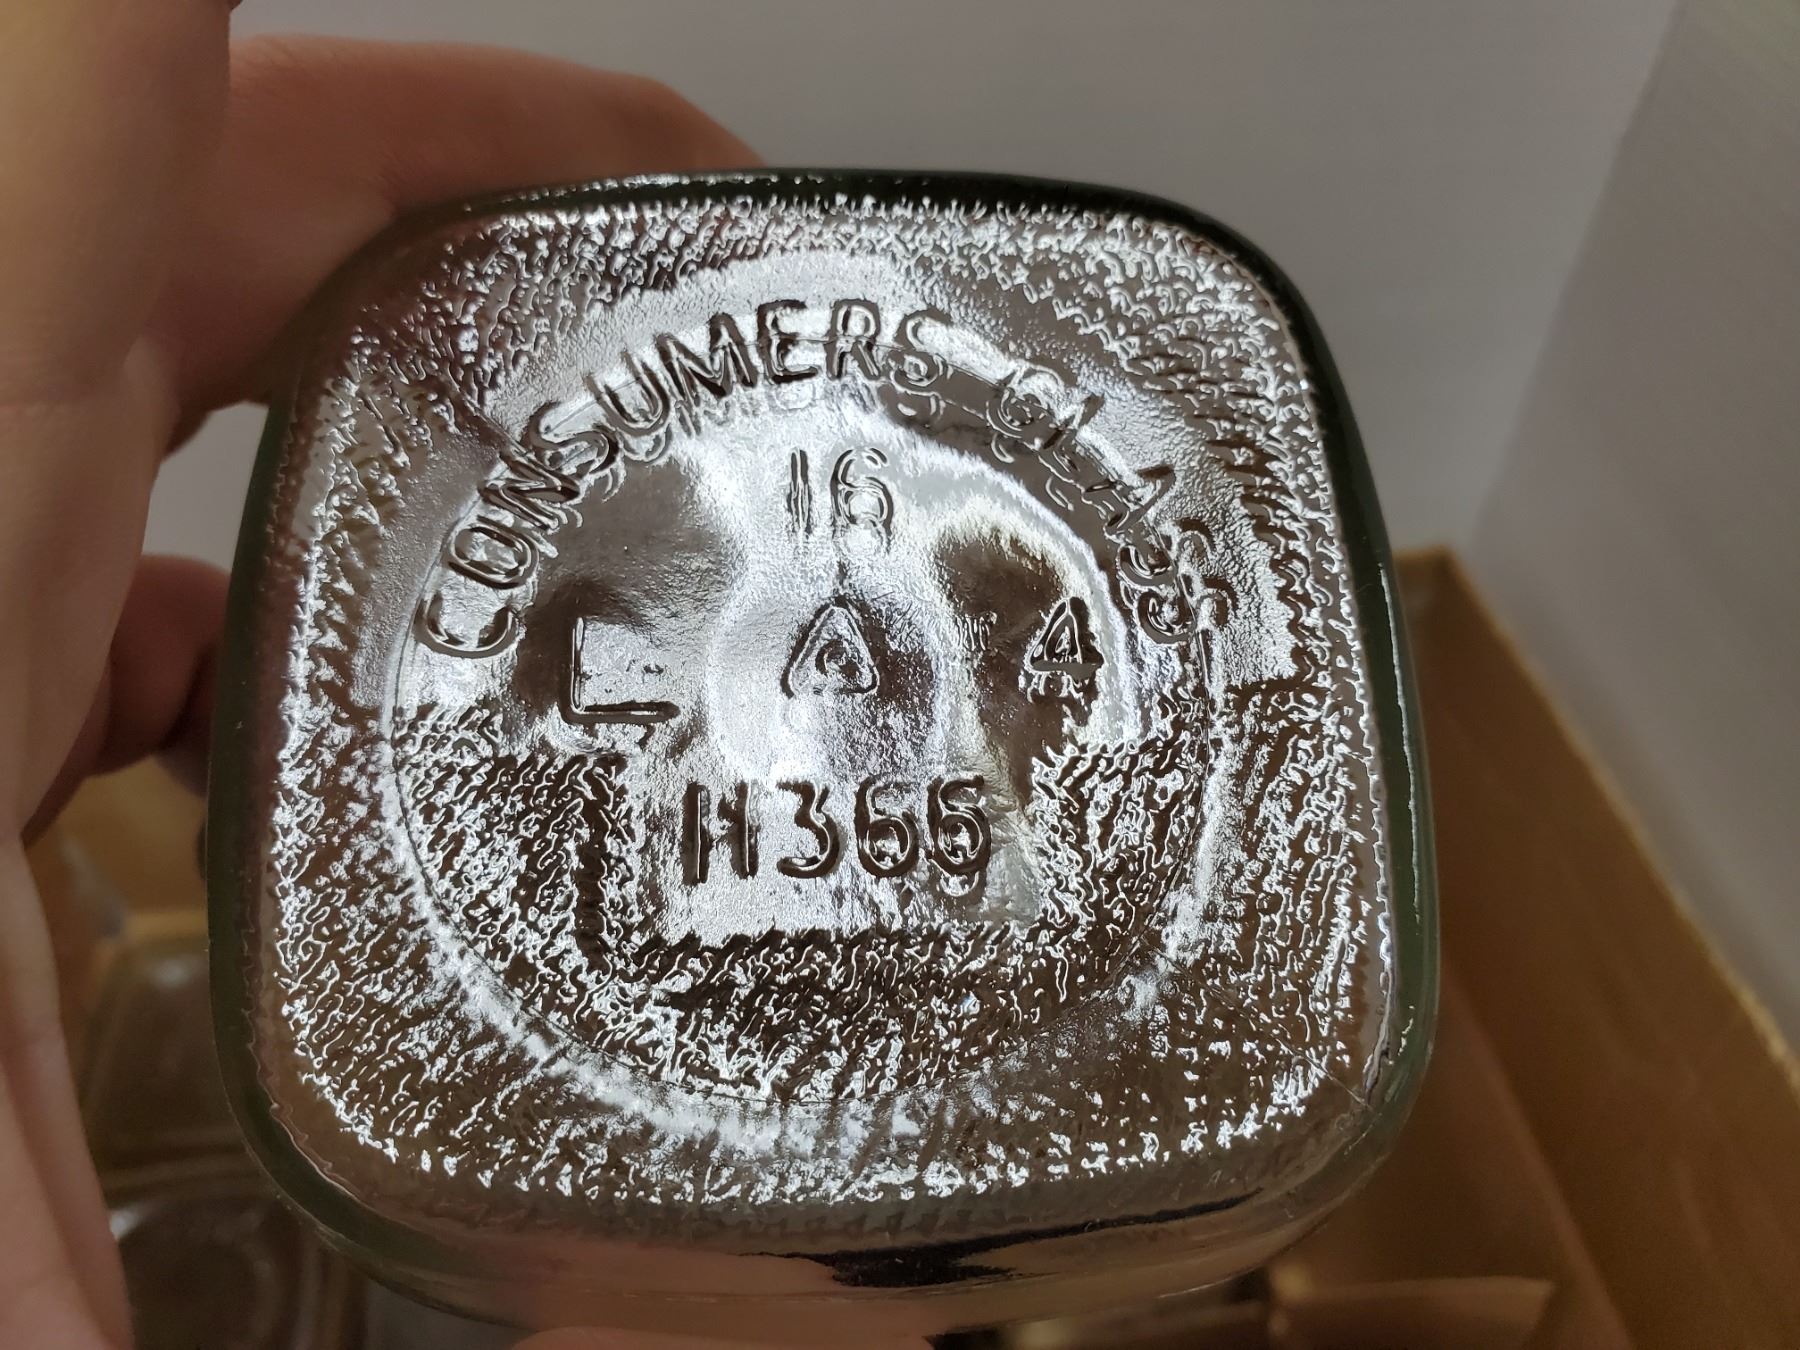 CONSUMERS GLASS
16
L C 4
H366